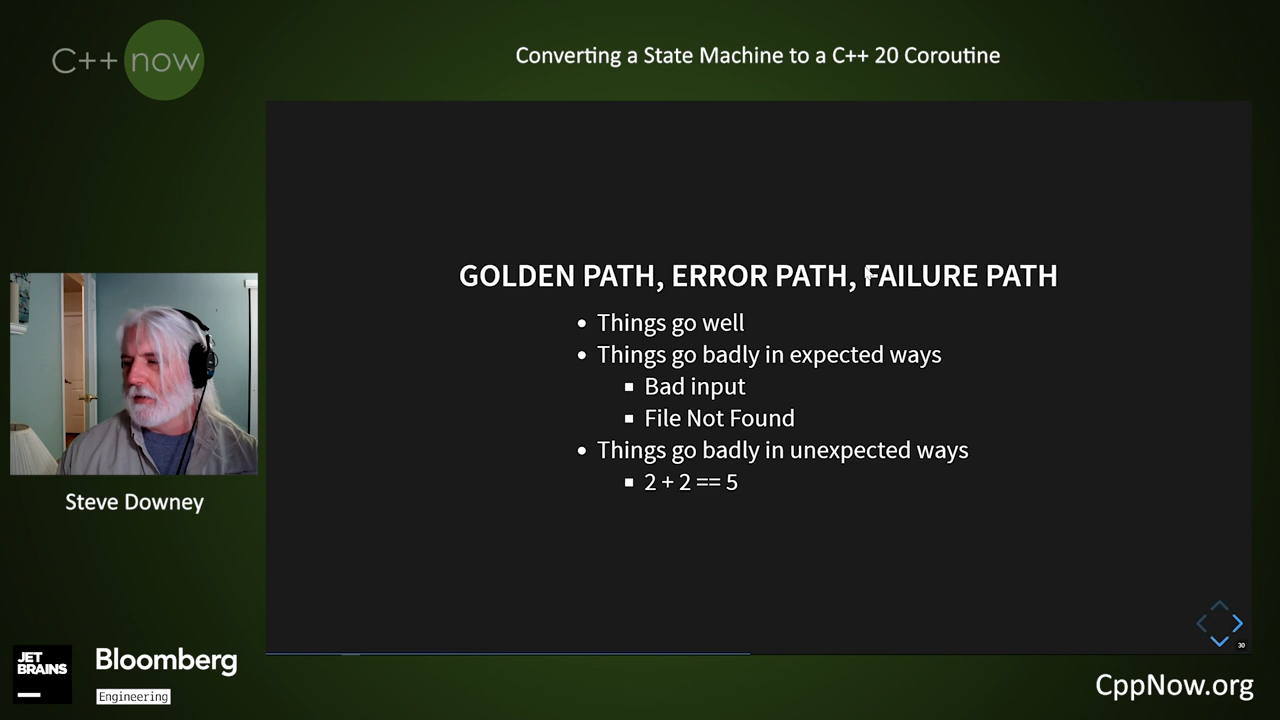 C++ now
Converting a State Machine to a C++ 20 Coroutine
GOLDEN PATH, ERROR PATH, FAILURE PATH
Things go well
Things go badly in expected ways
Bad input
File Not Found
Things go badly in unexpected ways
2 + 2 == 5
Steve Downey
30
JET
BRAINS
Bloomberg
Engineering
CppNow.org